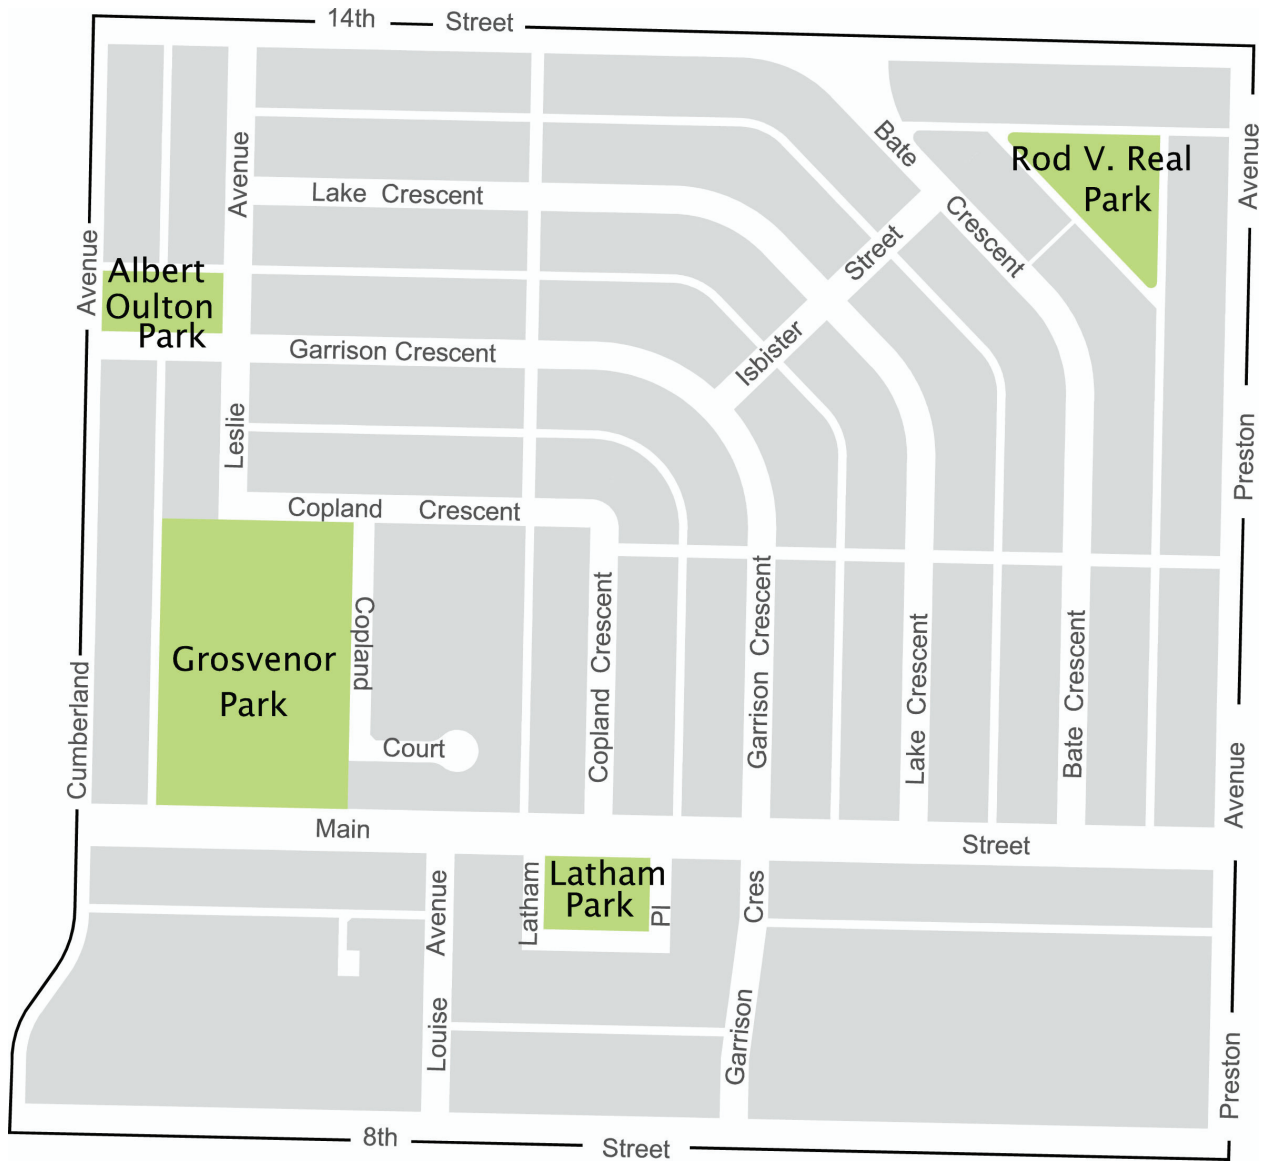 14th Street
Avenue
Bate
Avenue
Rod V. Real
Park
Lake Crescent
Crescent
Avenue
Street
Albert
Oulton
Park
Isbister
Garrison Crescent
Leslie
Preston
Copland Crescent
Copland
Copland Crescent
Garrison Crescent
Lake Crescent
Bate Crescent
Grosvenor
Park
Cumberland
Court
Avenue
Main
Street
Latham
Latham
Park
Pl
Cres
Avenue
Louise
Garrison
Preston
8th
Street